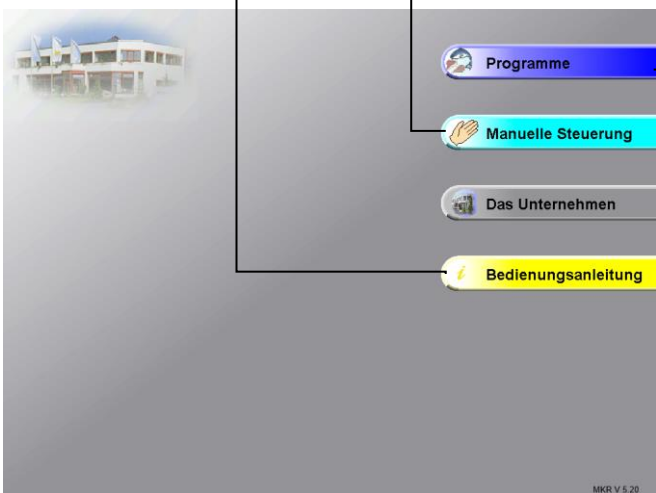 Programme
Manuelle Steuerung
Das Unternehmen
Bedienungsanleitung
MKR V 5.20